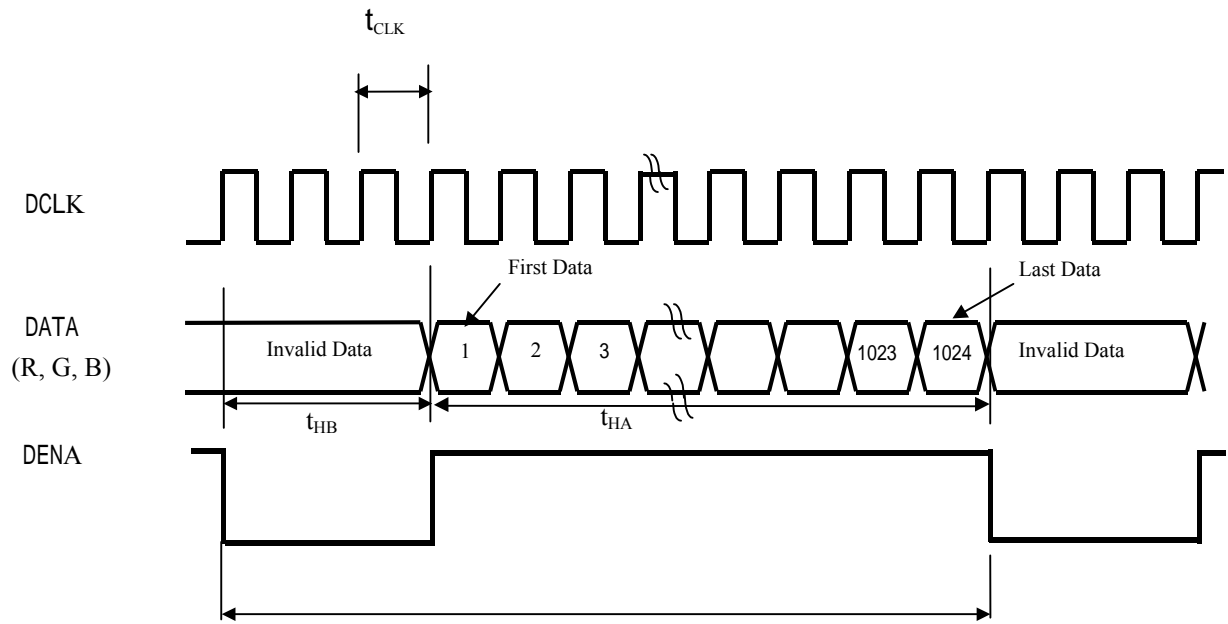 tCLK
DCLK
First Data
Last Data
DATA
(R, G, B)
Invalid Data
1
2
3
1023
1024
Invalid Data
tHB
tHA
DENA